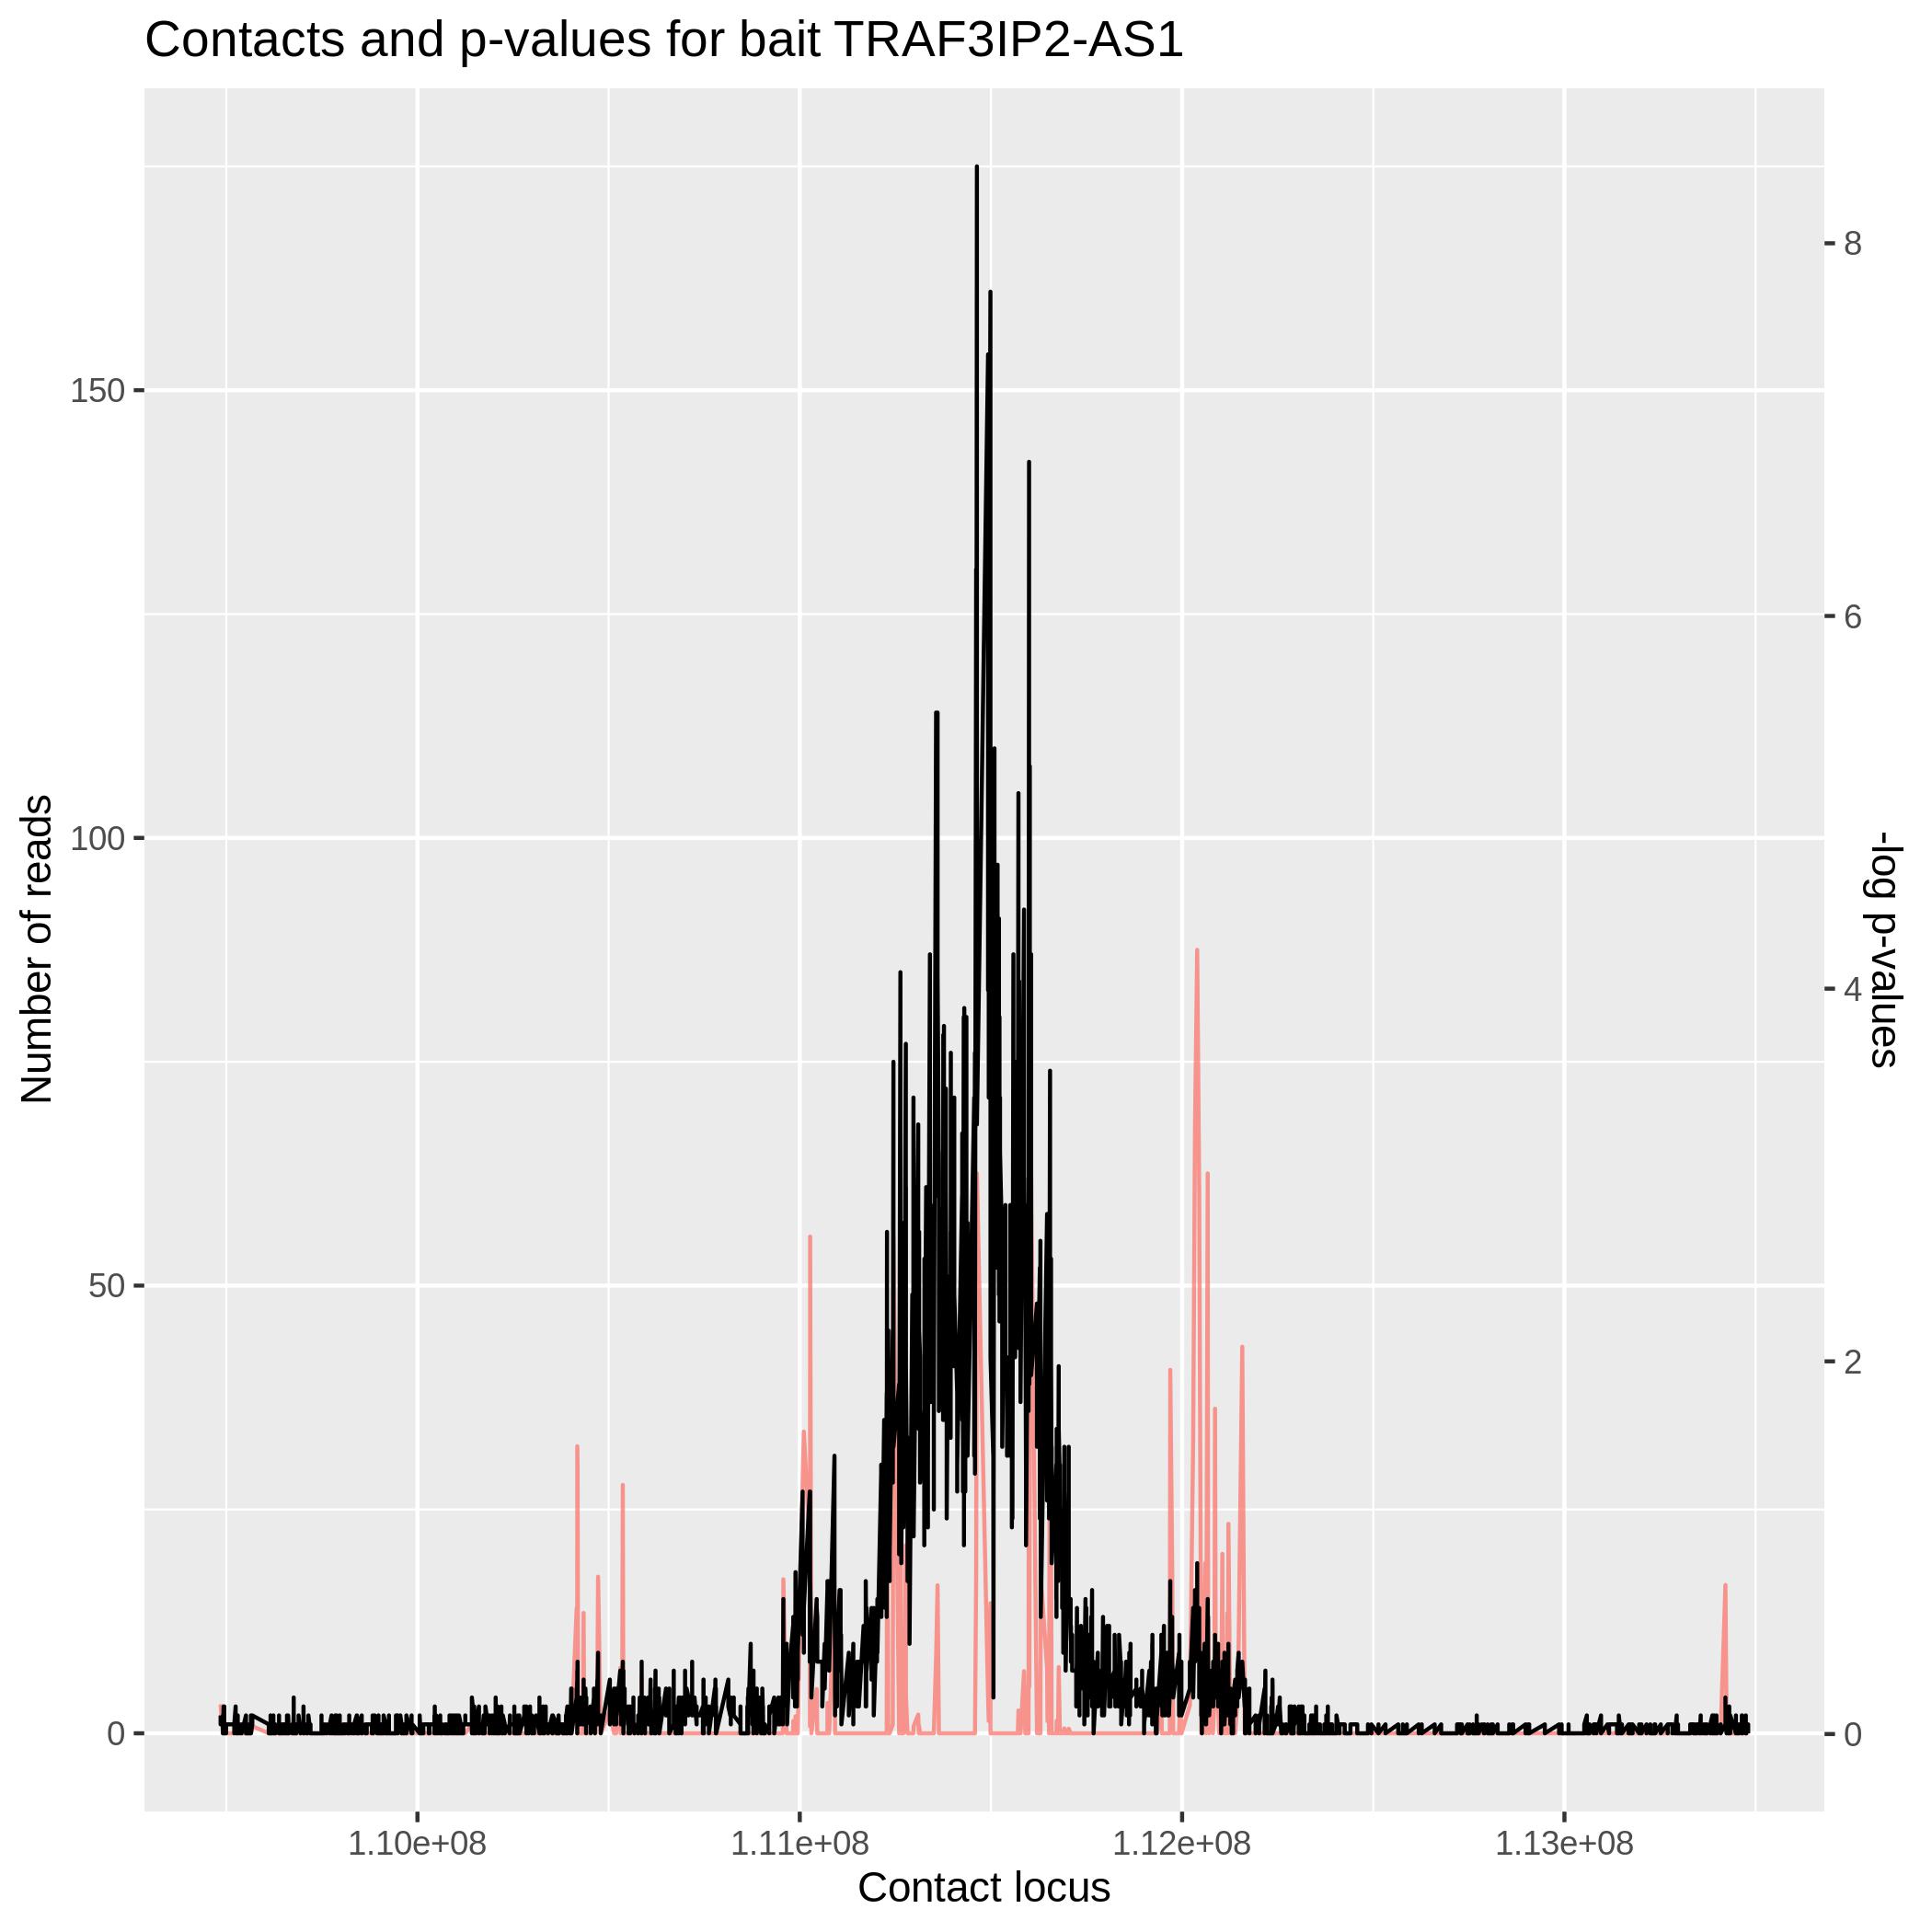 Contacts and p-values for bait TRAF3IP2-AS1
Number of reads
150
100
50
0
8
6
4
2
0
-log p-values
1.10e+08
1.11e+08
1.12e+08
1.13e+08
Contact locus